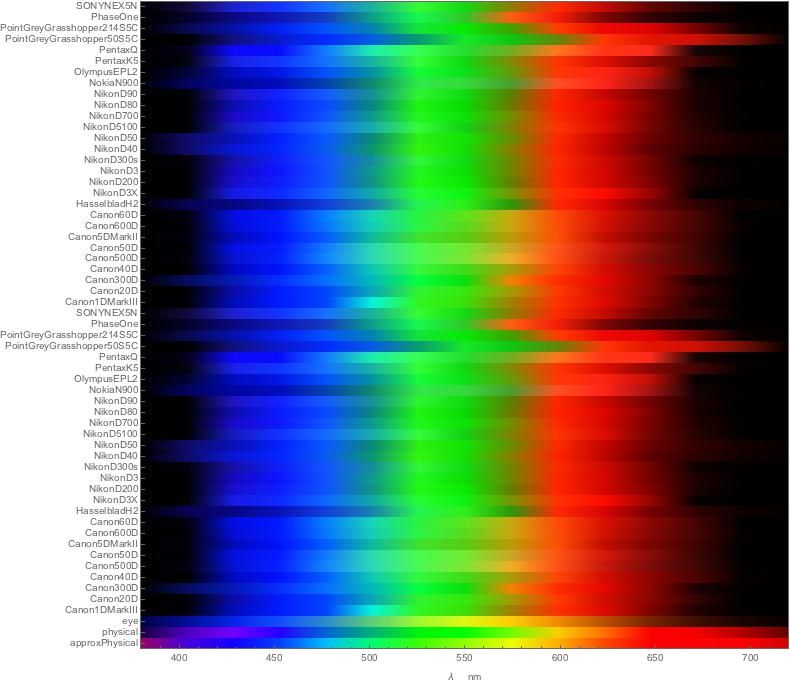 SONYNEX5N
PhaseOne
PointGreyGrasshopper214S5C
PointGreyGrasshopper50S5C
PentaxQ
PentaxK5
OlympusEPL2
NokiaN900
NikonD90
NikonD80
NikonD700
NikonD5100
NikonD50
NikonD40
NikonD300s
NikonD3
NikonD200
NikonD3X
HasselbladH2
Canon60D
Canon600D
Canon5DMarkII
Canon50D
Canon500D
Canon40D
Canon300D
Canon20D
Canon1DMarkIII
SONYNEX5N
PhaseOne
PointGreyGrasshopper214S5C
PointGreyGrasshopper50S5C
PentaxQ
PentaxK5
OlympusEPL2
NokiaN900
NikonD90
NikonD80
NikonD700
NikonD5100
NikonD50
NikonD40
NikonD300s
NikonD3
NikonD200
NikonD3X
HasselbladH2
Canon60D
Canon600D
Canon5DMarkII
Canon50D
Canon500D
Canon40D
Canon300D
Canon20D
Canon1DMarkIII
eye
physical
approxPhysical
400 450 500 550 600 650 700
λ nm